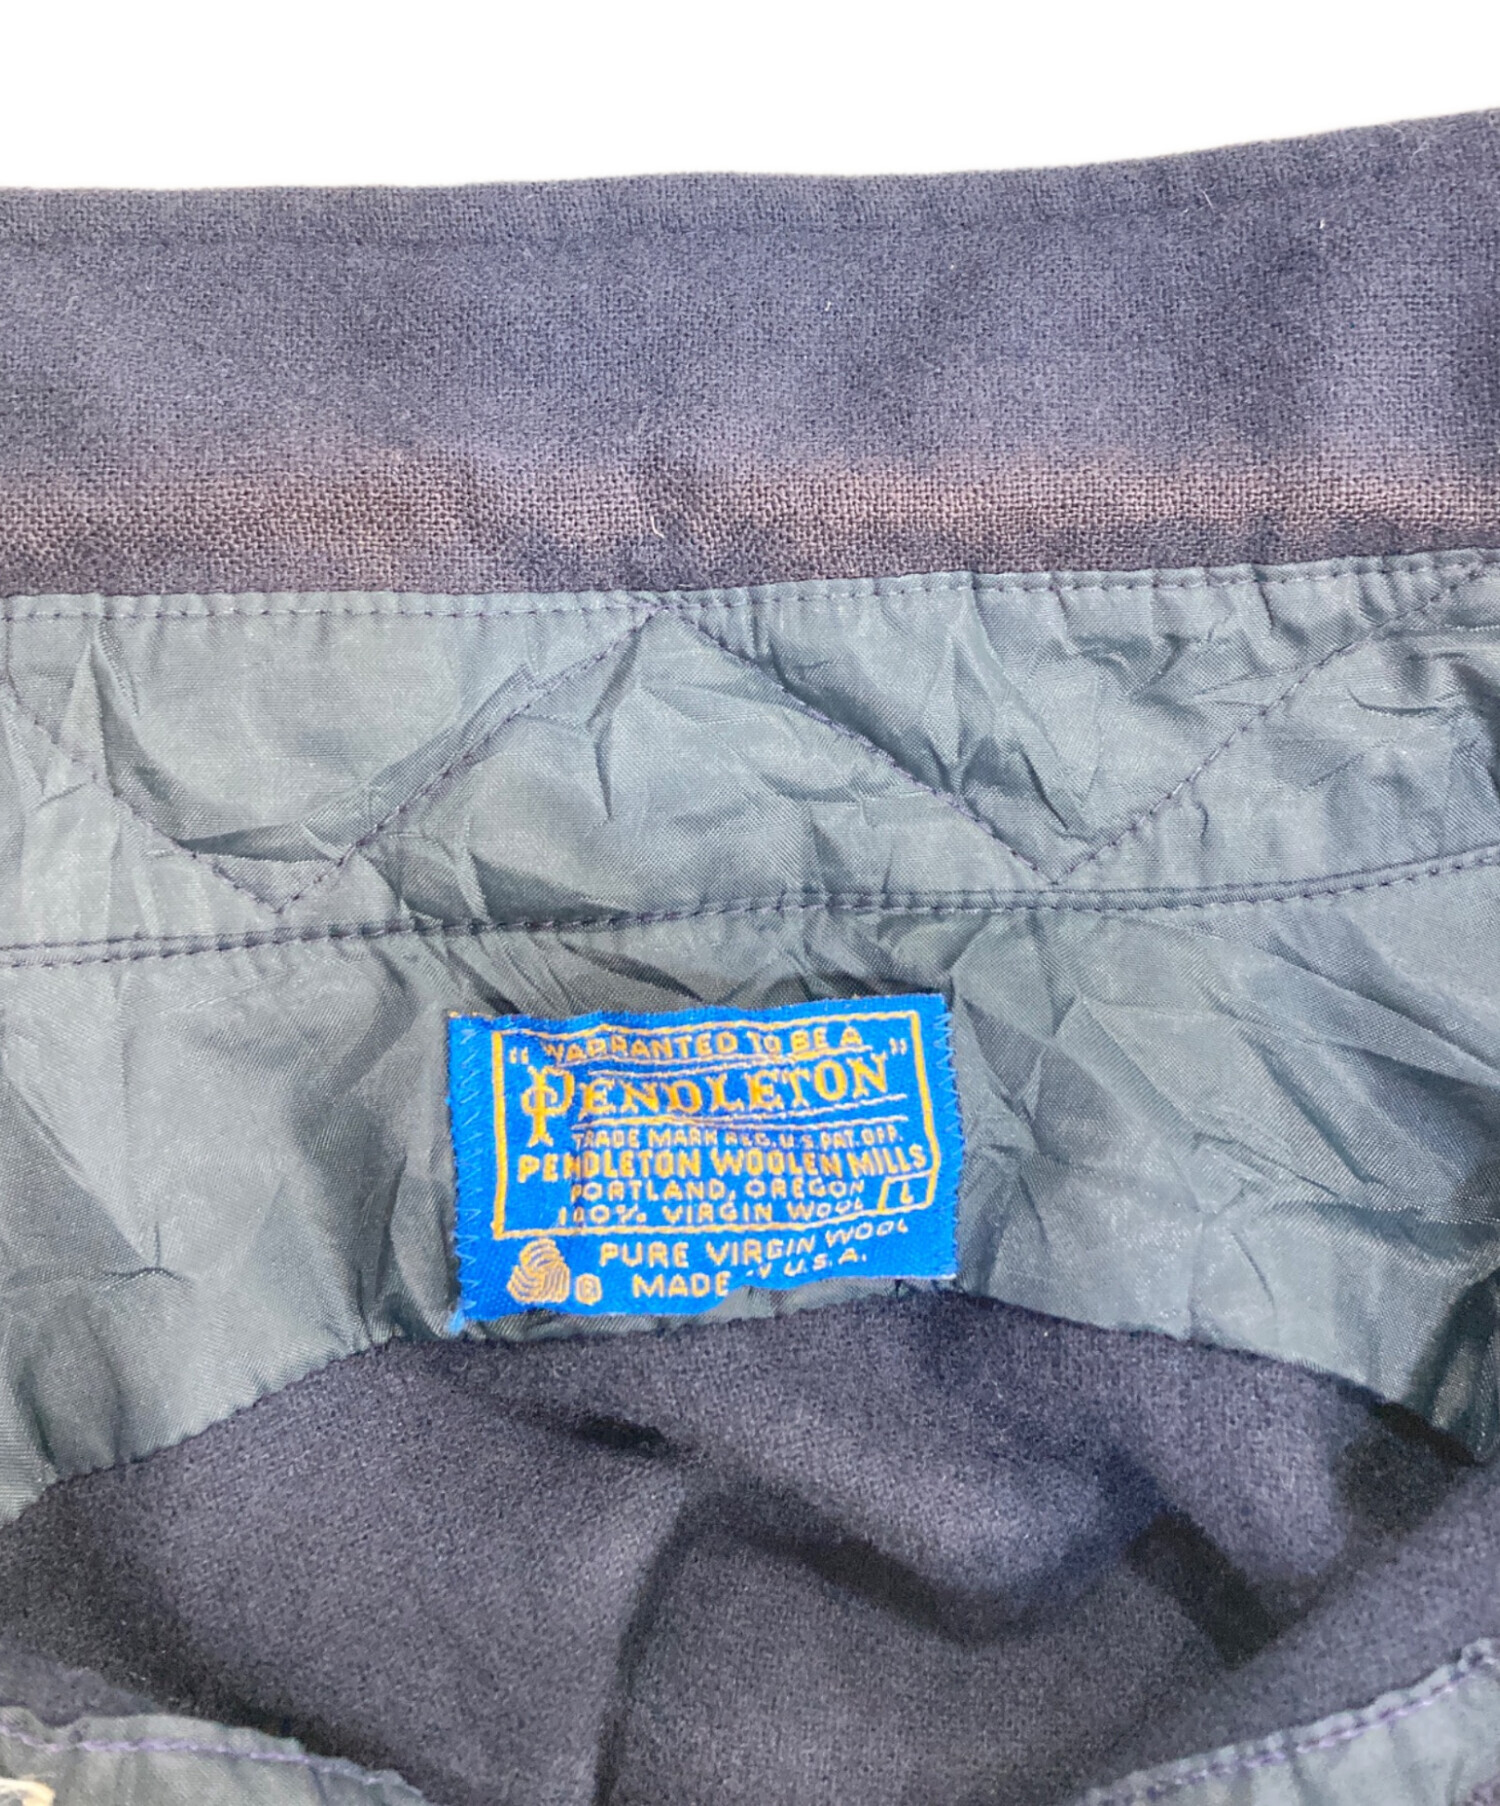 "WARRANTED TO BE A
PENDLETON"
TRADE MARK REG. U.S. PAT. OFF.
PENDLETON WOOLEN MILLS
PORTLAND, OREGON
L
100% VIRGIN WOOL
PURE VIRGIN WOOL
® MADE IN U.S.A.